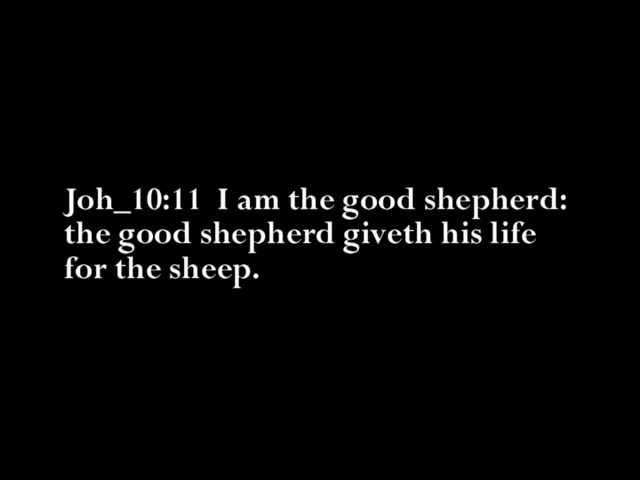 Joh_10:11  I am the good shepherd:
the good shepherd giveth his life
for the sheep.